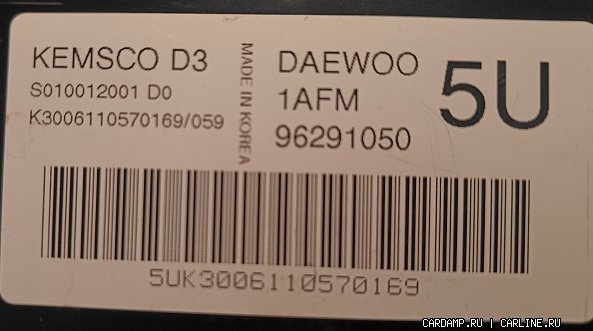 KEMSCO D3
S010012001 D0
K3006110570169/059
MADE IN KOREA
DAEWOO
1AFM
96291050
5U
5UK3006110570169
CARDAMP.RU | CARLINE.RU